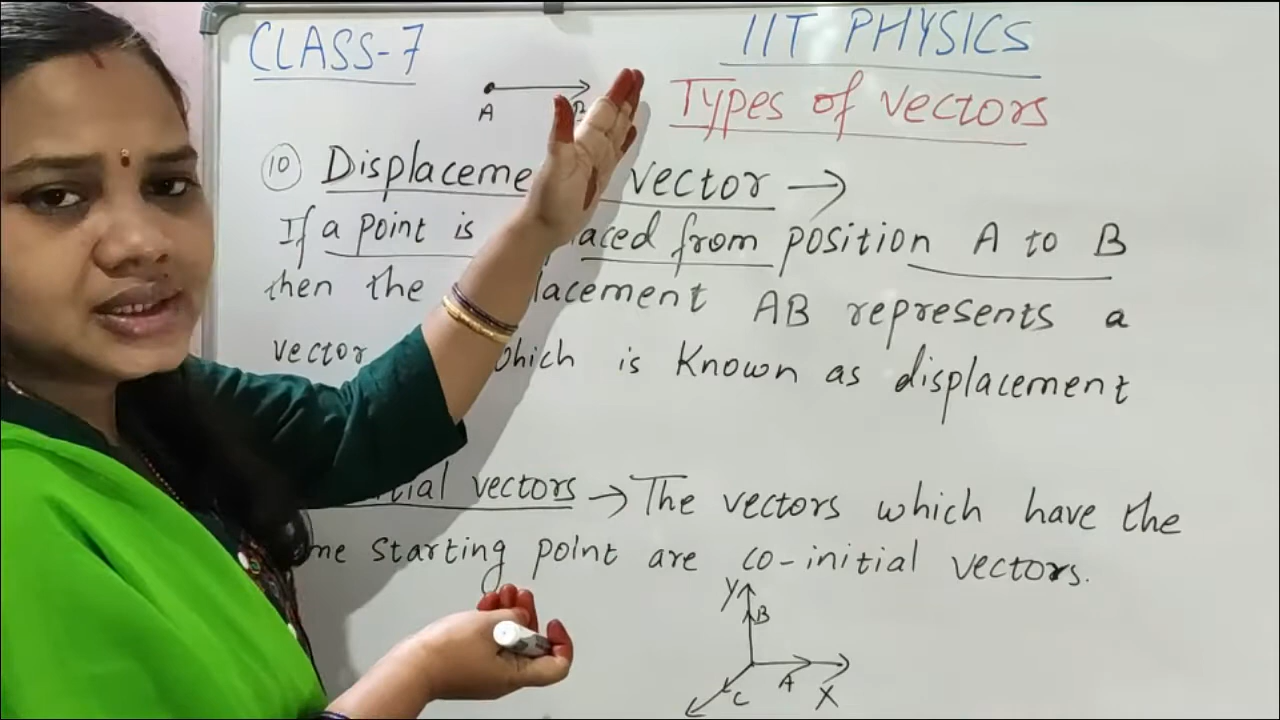 CLASS-7
IIT PHYSICS
Types of vectors
A B
10 Displaceme vector →
If a point is aced from position A to B
then the lacement AB represents a
vector which is known as displacement
tial vectors → The vectors which have the
me starting point are co-initial vectors.
Y
B
C A X